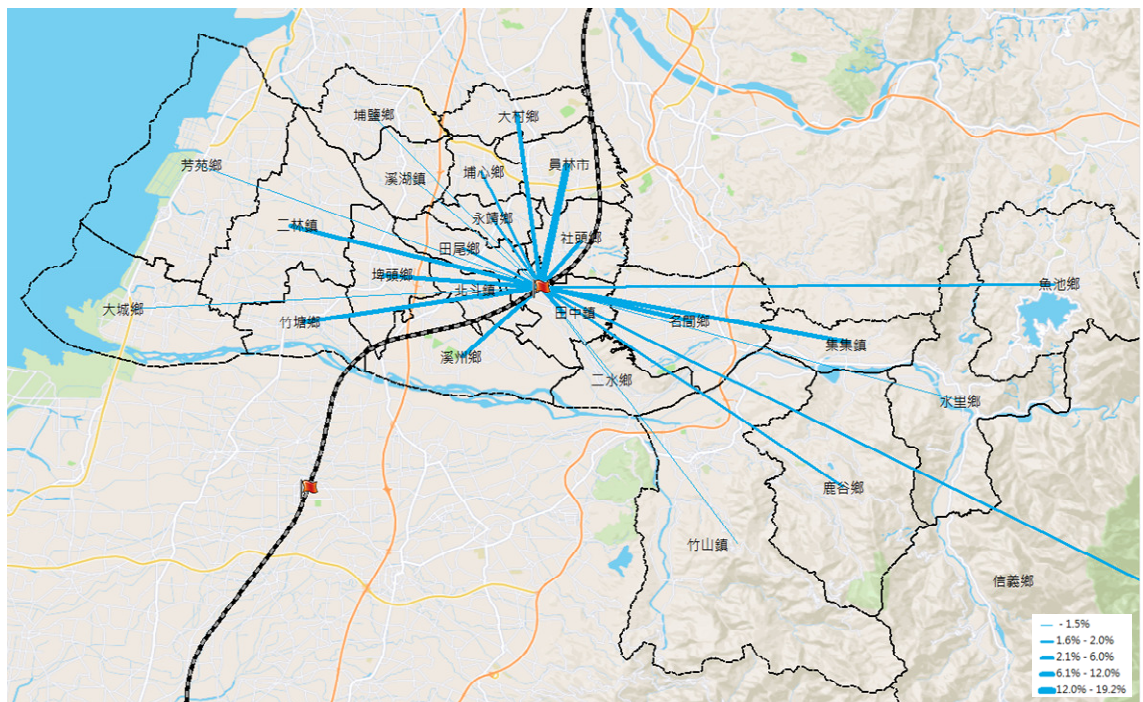 埔鹽鄉
大村鄉
芳苑鄉
溪湖鎮
埔心鄉
員林市
二林鎮
永靖鄉
田尾鄉
社頭鄉
埤頭鄉
北斗鎮
魚池鄉
大城鄉
竹塘鄉
田中鎮
名間鄉
溪州鄉
集集鎮
二水鄉
水里鄉
鹿谷鄉
竹山鎮
信義鄉
- 1.5%
1.6% - 2.0%
2.1% - 6.0%
6.1% - 12.0%
12.0% - 19.2%